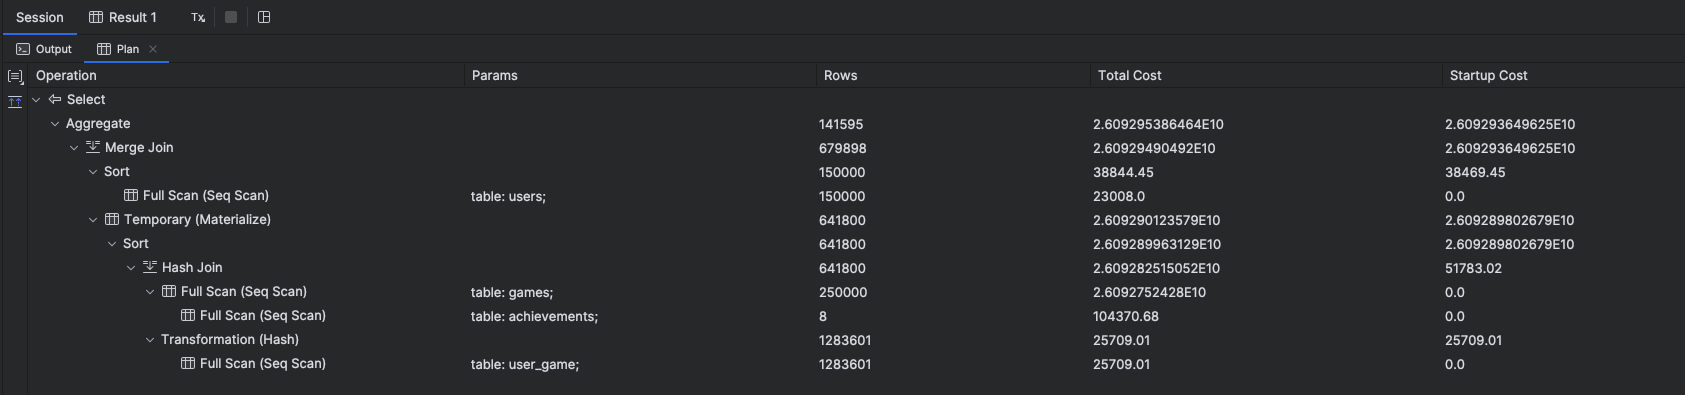 Session Result 1 Tx
Output Plan
Operation Params Rows Total Cost Startup Cost
Select
Aggregate 141595 2.609295386464E10 2.609293649625E10
Merge Join 679898 2.60929490492E10 2.609293649625E10
Sort 150000 38844.45 38469.45
Full Scan (Seq Scan) table: users; 150000 23008.0 0.0
Temporary (Materialize) 641800 2.609290123579E10 2.609289802679E10
Sort 641800 2.609289963129E10 2.609289802679E10
Hash Join 641800 2.609282515052E10 51783.02
Full Scan (Seq Scan) table: games; 250000 2.6092752428E10 0.0
Full Scan (Seq Scan) table: achievements; 8 104370.68 0.0
Transformation (Hash) 1283601 25709.01 25709.01
Full Scan (Seq Scan) table: user_game; 1283601 25709.01 0.0